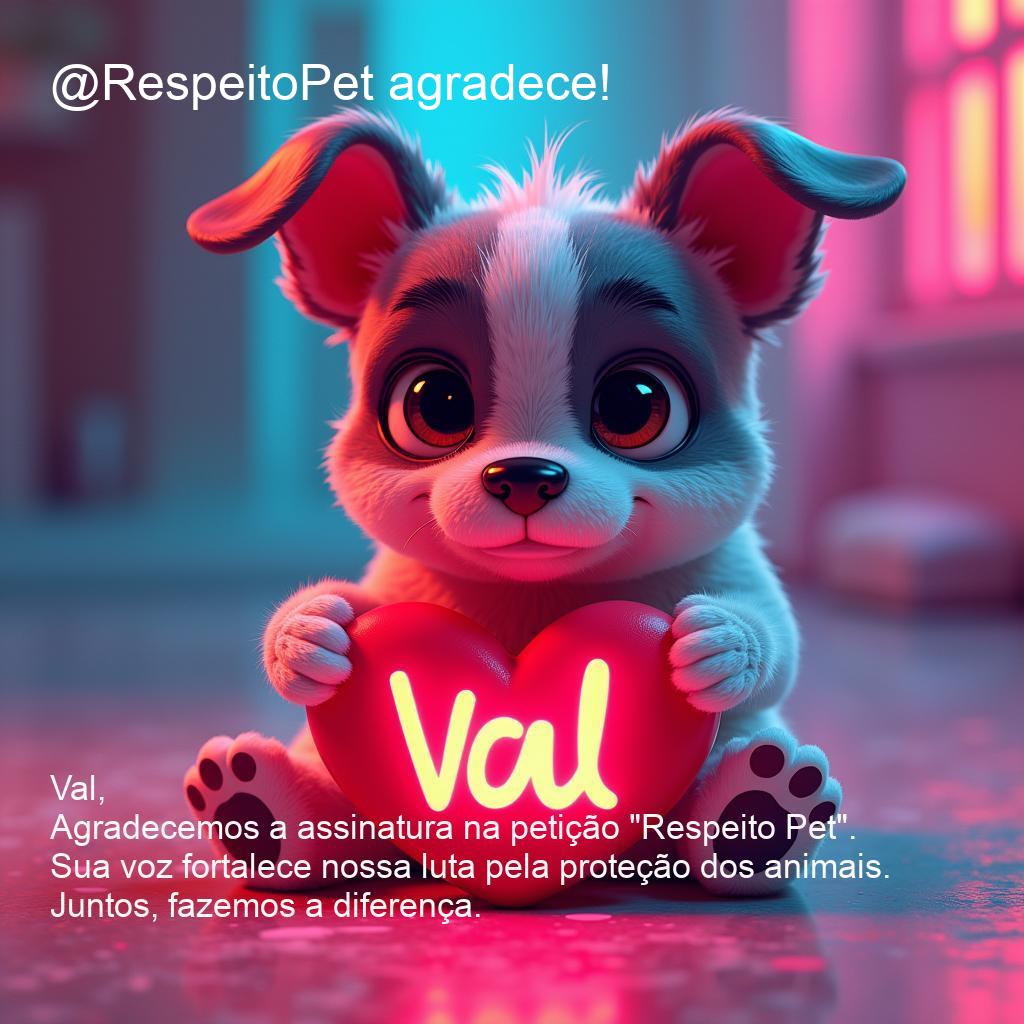 @RespeitoPet agradece!
Val
Val,
Agradecemos a assinatura na petição "Respeito Pet".
Sua voz fortalece nossa luta pela proteção dos animais.
Juntos, fazemos a diferença.